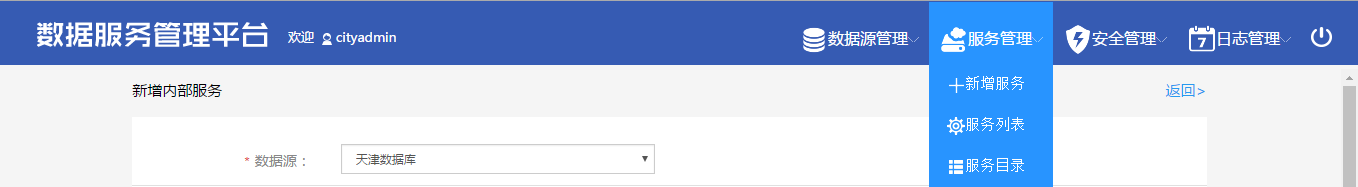 数据服务管理平台 欢迎 cityadmin 数据源管理 服务管理 安全管理 7 日志管理
新增内部服务 新增服务 返回>
服务列表
* 数据源： 天津数据库
服务目录